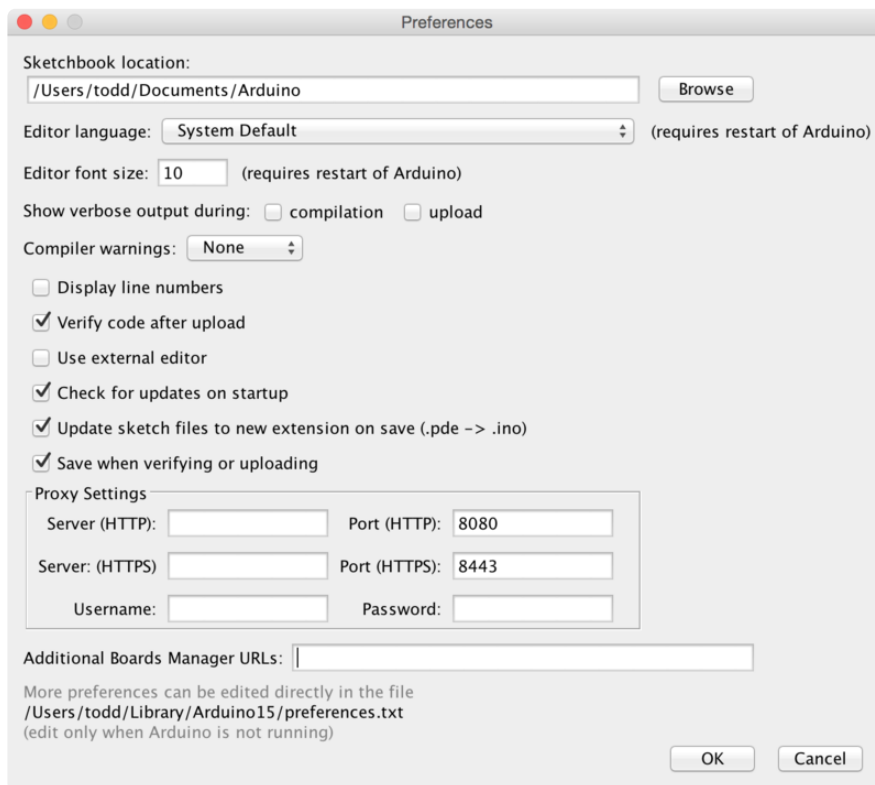 Preferences
Sketchbook location:
/Users/todd/Documents/Arduino Browse
Editor language: System Default (requires restart of Arduino)
Editor font size: 10 (requires restart of Arduino)
Show verbose output during: compilation upload
Compiler warnings: None
Display line numbers
Verify code after upload
Use external editor
Check for updates on startup
Update sketch files to new extension on save (.pde -> .ino)
Save when verifying or uploading
Proxy Settings
Server (HTTP): Port (HTTP): 8080
Server: (HTTPS) Port (HTTPS): 8443
Username: Password:
Additional Boards Manager URLs:
More preferences can be edited directly in the file
/Users/todd/Library/Arduino15/preferences.txt
(edit only when Arduino is not running)
OK Cancel